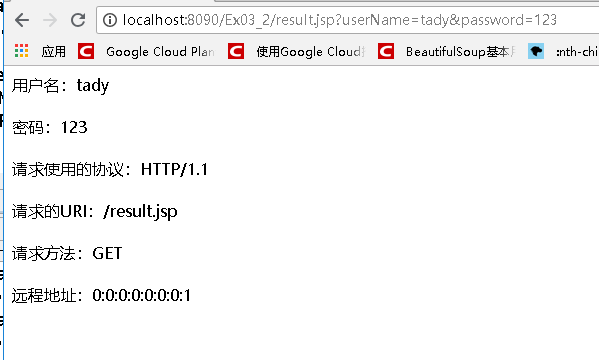 localhost:8090/Ex03_2/result.jsp?userName=tady&password=123
应用 Google Cloud Plan 使用Google Cloud BeautifulSoup基本 :nth-chi
用户名：tady
密码：123
请求使用的协议：HTTP/1.1
请求的URI：/result.jsp
请求方法：GET
远程地址：0:0:0:0:0:0:0:1